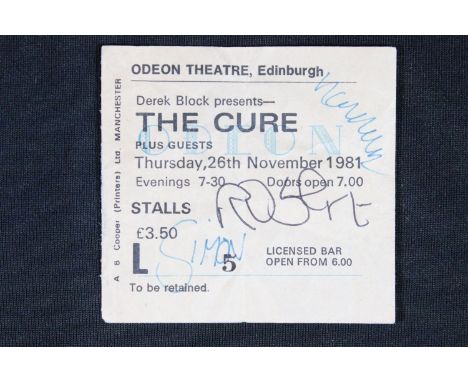 ODEON THEATRE, Edinburgh
Derek Block presents—
THE CURE
ODEON
PLUS GUESTS
Thursday, 26th November 1981
Evenings 7-30 Doors open 7.00
STALLS
ROBERT
£3.50
SIMON
L 5
LICENSED BAR
OPEN FROM 6.00
To be retained.
A B Cooper (Printers) Ltd. MANCHESTER